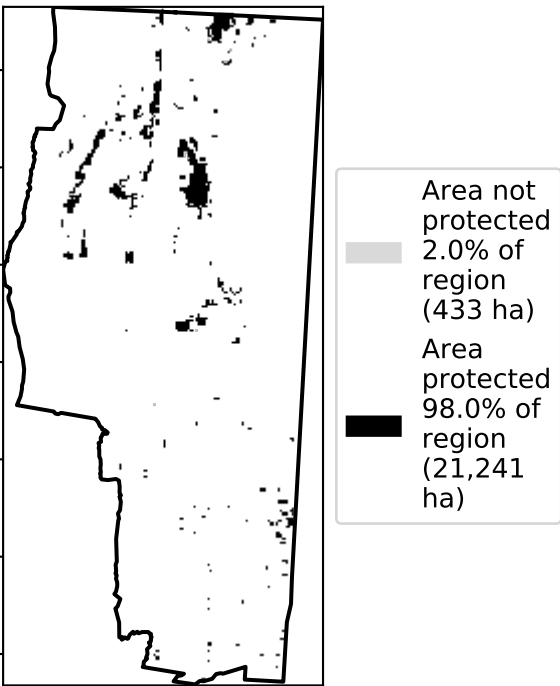 Area not
protected
2.0% of
region
(433 ha)
Area
protected
98.0% of
region
(21,241
ha)